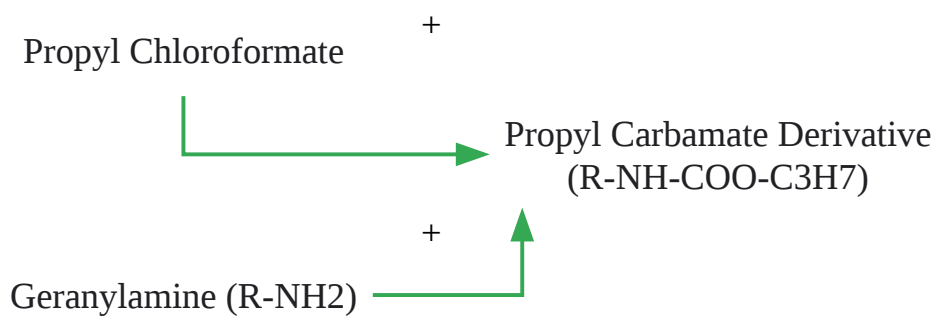 +
Propyl Chloroformate
Propyl Carbamate Derivative
(R-NH-COO-C3H7)
+
Geranylamine (R-NH2)